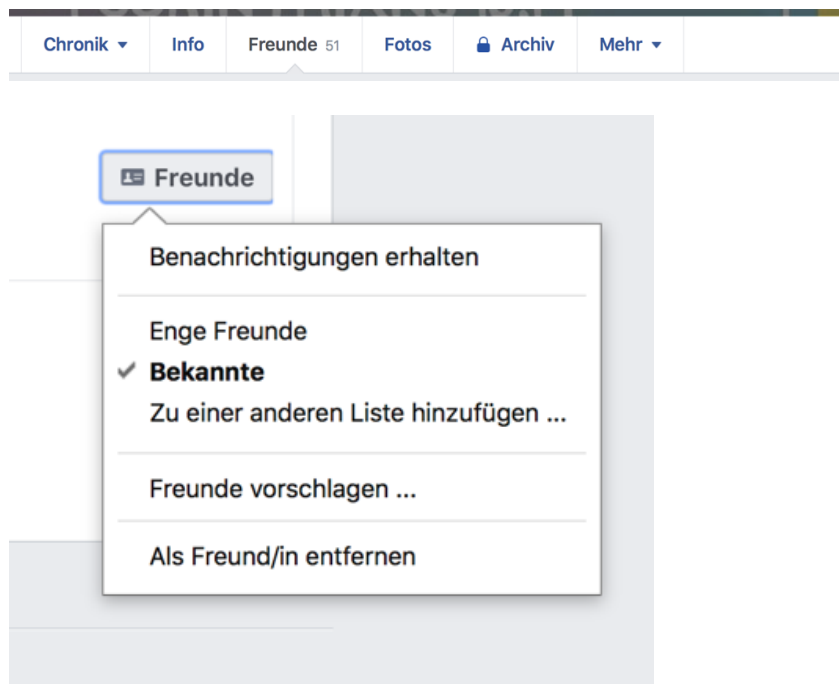 Chronik Info Freunde 51 Fotos Archiv Mehr
Freunde
Benachrichtigungen erhalten
Enge Freunde
Bekannte
Zu einer anderen Liste hinzufügen ...
Freunde vorschlagen ...
Als Freund/in entfernen